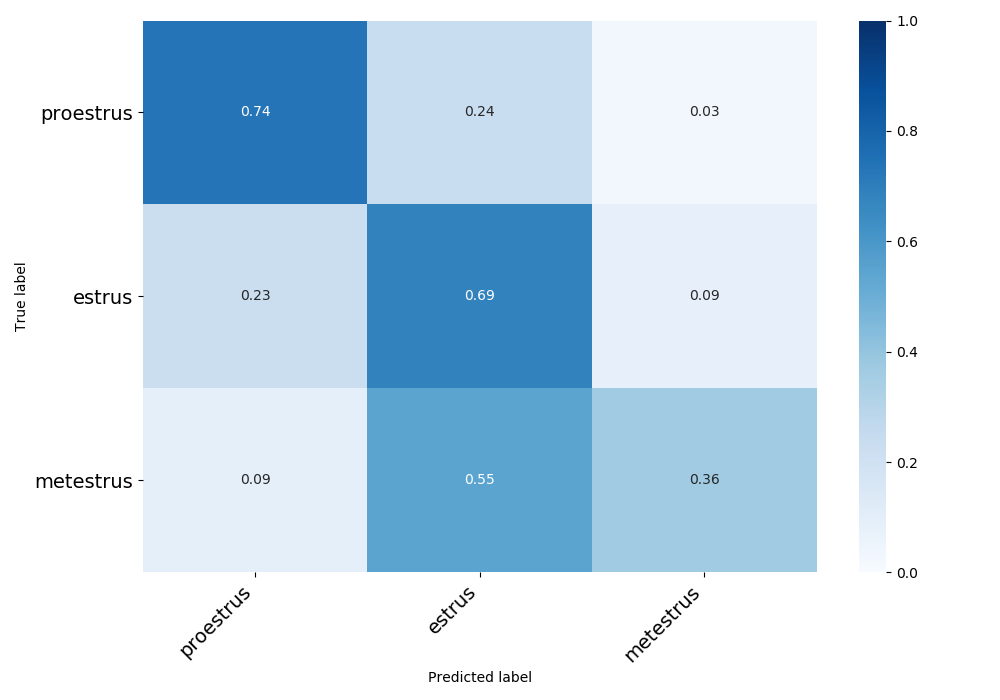 proestrus
estrus
metestrus
True label
0.74 0.24 0.03
0.23 0.69 0.09
0.09 0.55 0.36
proestrus estrus metestrus
Predicted label
1.0
0.8
0.6
0.4
0.2
0.0